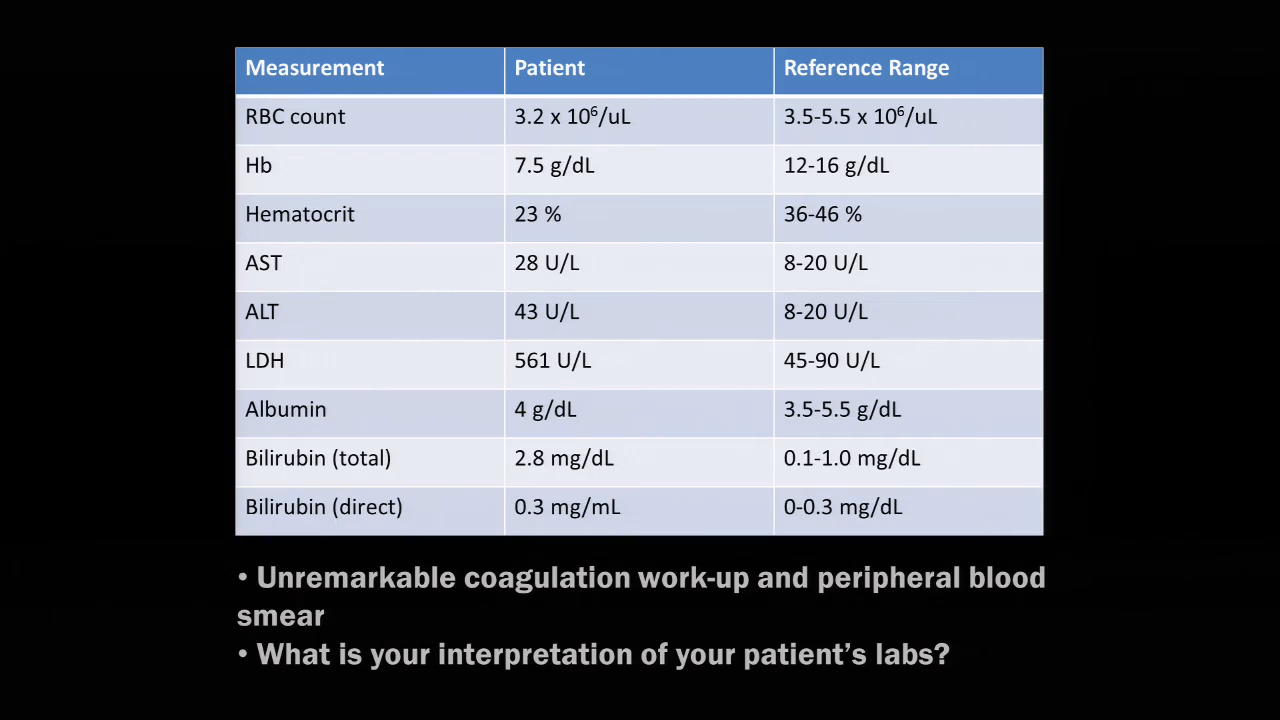 Measurement Patient Reference Range
RBC count 3.2 x 10⁶/uL 3.5-5.5 x 10⁶/uL
Hb 7.5 g/dL 12-16 g/dL
Hematocrit 23 % 36-46 %
AST 28 U/L 8-20 U/L
ALT 43 U/L 8-20 U/L
LDH 561 U/L 45-90 U/L
Albumin 4 g/dL 3.5-5.5 g/dL
Bilirubin (total) 2.8 mg/dL 0.1-1.0 mg/dL
Bilirubin (direct) 0.3 mg/mL 0-0.3 mg/dL
• Unremarkable coagulation work-up and peripheral blood
smear
• What is your interpretation of your patient’s labs?